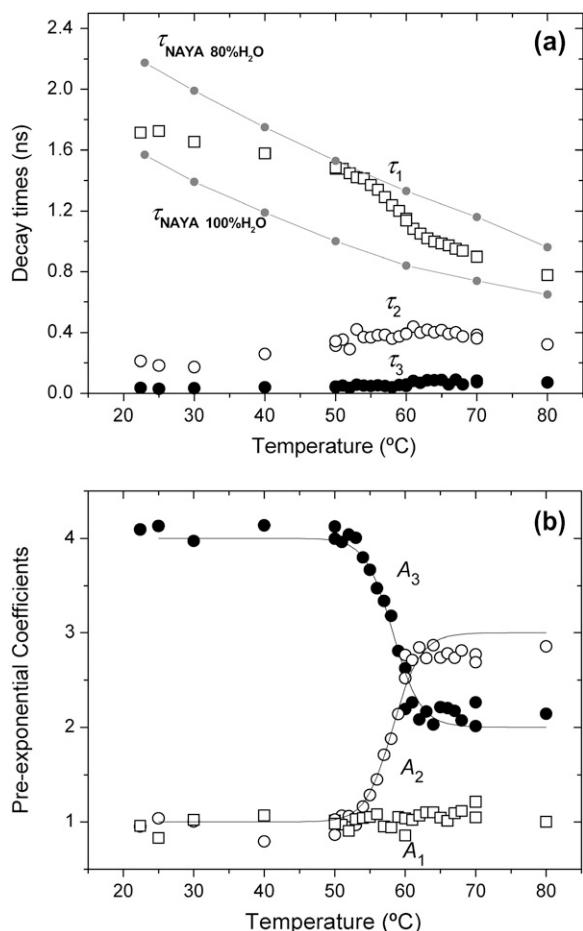 (a)
2.4
2.0
1.6
1.2
0.8
0.4
0.0
Decay times (ns)
τNAYA 80%H₂O
τNAYA 100%H₂O
τ₁
τ₂
τ₃
20 30 40 50 60 70 80
Temperature (ºC)
(b)
4
3
2
1
Pre-exponential Coefficients
A₃
A₂
A₁
20 30 40 50 60 70 80
Temperature (ºC)